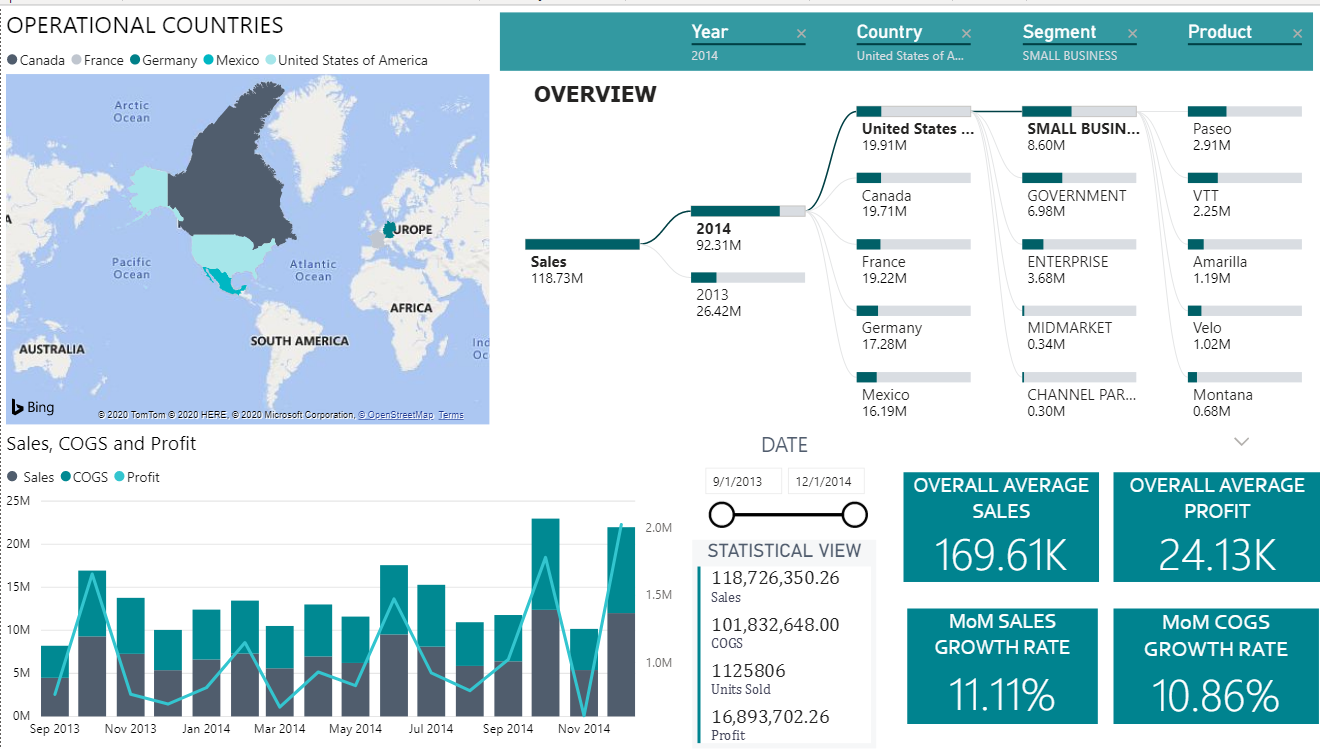 OPERATIONAL COUNTRIES
Canada France Germany Mexico United States of America
Arctic
Ocean
Pacific
Ocean
Atlantic
Ocean
EUROPE
AFRICA
SOUTH AMERICA
AUSTRALIA
Ind
Oc
A
Bing
© 2020 TomTom © 2020 HERE, © 2020 Microsoft Corporation, © OpenStreetMap Terms
Year
2014
Country
United States of A...
Segment
SMALL BUSINESS
Product
OVERVIEW
Sales
118.73M
2014
92.31M
2013
26.42M
United States ...
19.91M
Canada
19.71M
France
19.22M
Germany
17.28M
Mexico
16.19M
SMALL BUSIN...
8.60M
GOVERNMENT
6.98M
ENTERPRISE
3.68M
MIDMARKET
0.34M
CHANNEL PAR...
0.30M
Paseo
2.91M
VTT
2.25M
Amarilla
1.19M
Velo
1.02M
Montana
0.68M
Sales, COGS and Profit
Sales COGS Profit
25M
20M
15M
10M
5M
0M
2.0M
1.5M
1.0M
Sep 2013 Nov 2013 Jan 2014 Mar 2014 May 2014 Jul 2014 Sep 2014 Nov 2014
DATE
9/1/2013 12/1/2014
STATISTICAL VIEW
118,726,350.26
Sales
101,832,648.00
COGS
1125806
Units Sold
16,893,702.26
Profit
OVERALL AVERAGE
SALES
169.61K
OVERALL AVERAGE
PROFIT
24.13K
MoM SALES
GROWTH RATE
11.11%
MoM COGS
GROWTH RATE
10.86%